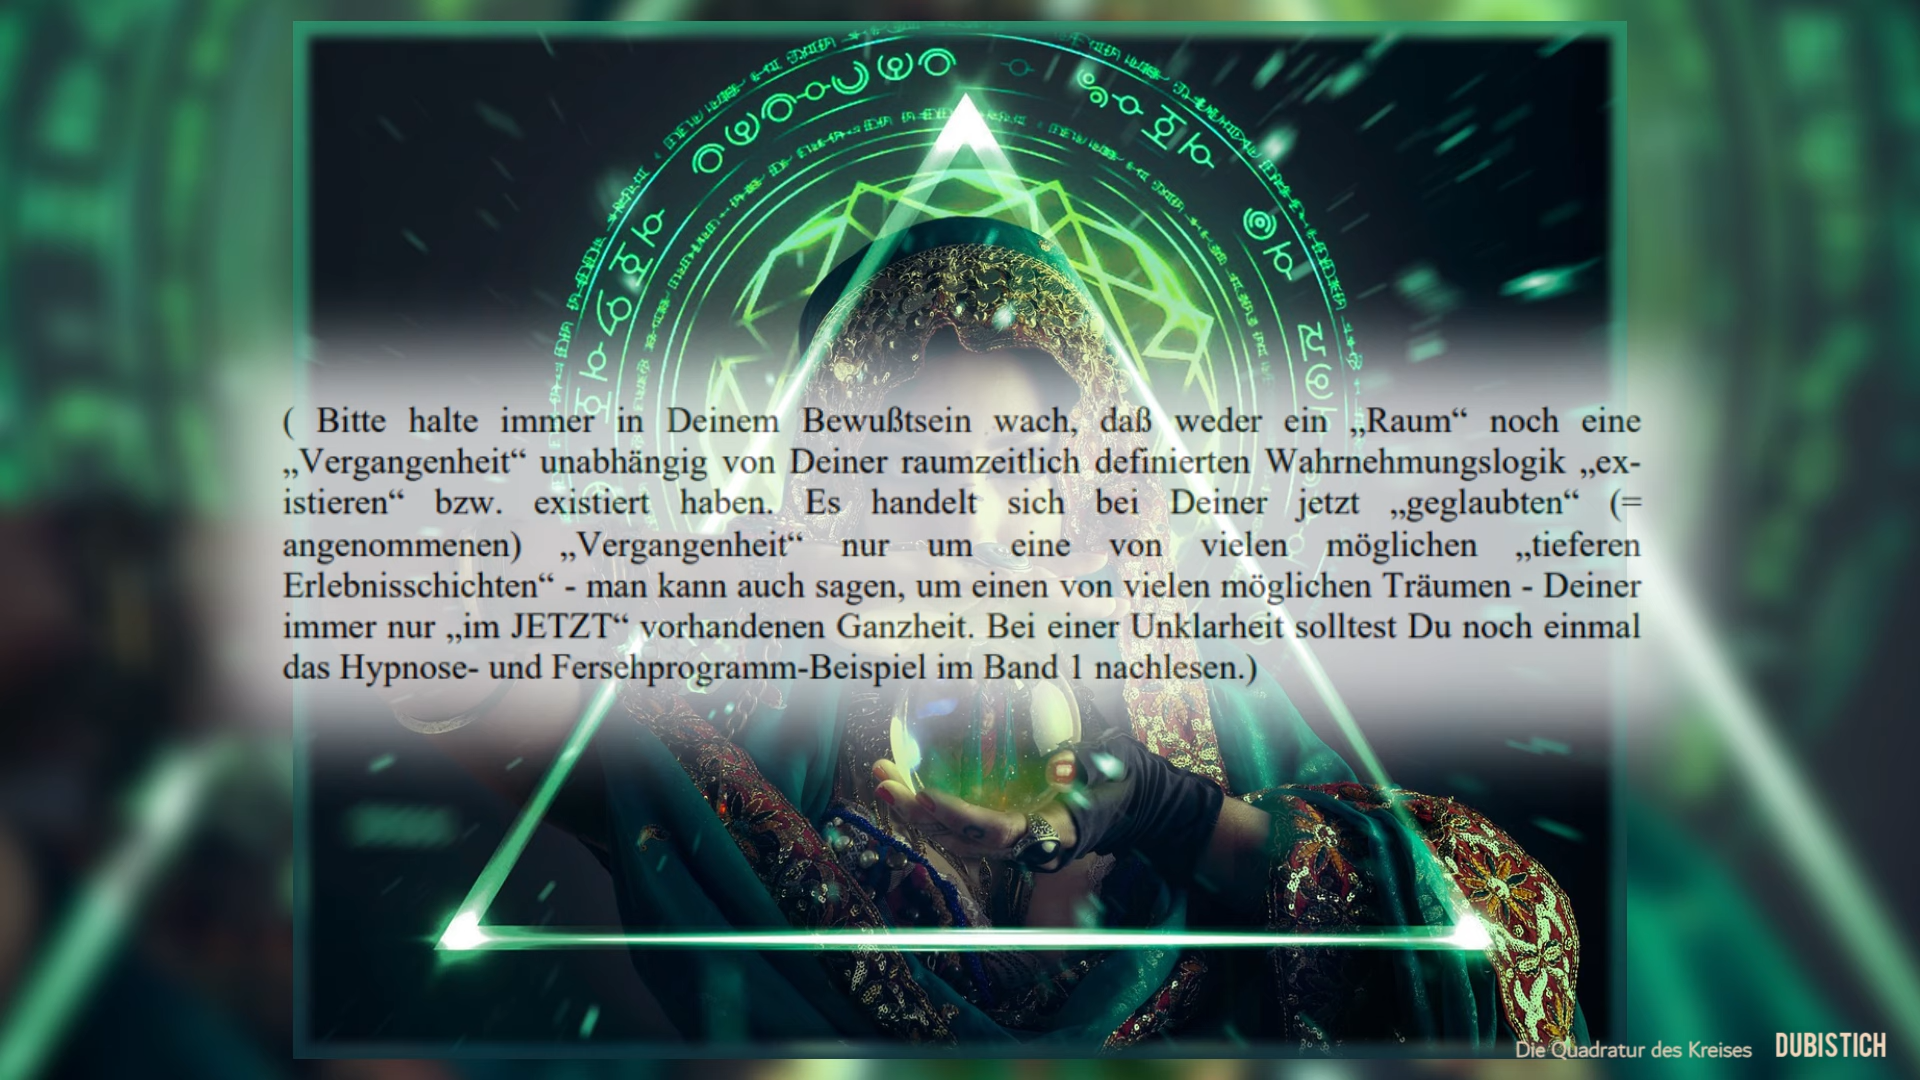 ( Bitte halte immer in Deinem Bewußtsein wach, daß weder ein „Raum“ noch eine
„Vergangenheit“ unabhängig von Deiner raumzeitlich definierten Wahrnehmungslogik „ex-
istieren“ bzw. existiert haben. Es handelt sich bei Deiner jetzt „geglaubten“ (=
angenommenen) „Vergangenheit“ nur um eine von vielen möglichen „tieferen
Erlebnisschichten“ - man kann auch sagen, um einen von vielen möglichen Träumen - Deiner
immer nur „im JETZT“ vorhandenen Ganzheit. Bei einer Unklarheit solltest Du noch einmal
das Hypnose- und Fersehprogramm-Beispiel im Band 1 nachlesen.)
Die Quadratur des Kreises DUBISTICH